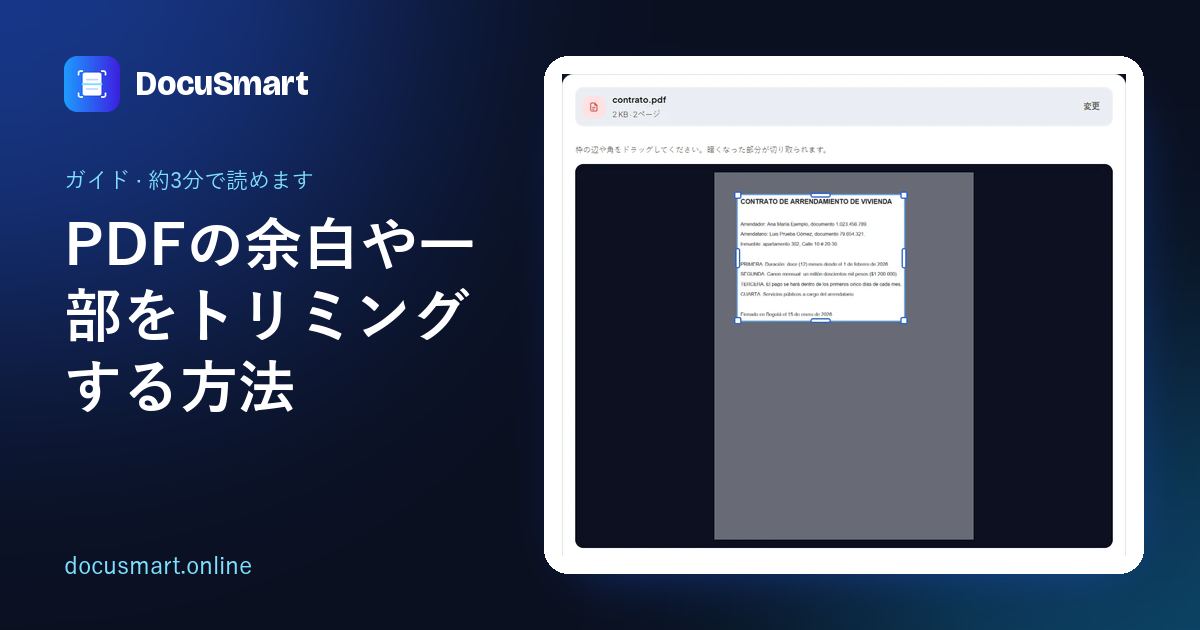 DocuSmart
ガイド · 約3分で読めます
PDFの余白や一
部をトリミング
する方法
docusmart.online
contrato.pdf
2 KB · 2ページ
変更
枠の辺や角をドラッグしてください。暗くなった部分が切り取られます。
CONTRATO DE ARRENDAMIENTO DE VIVIENDA
Arrendador: Ana María Ejemplo, documento 1.023.456.789
Arrendatario: Luis Prueba Gómez, documento 79.654.321.
Inmueble: apartamento 302, Calle 10 # 20-30.
PRIMERA. Duración: doce (12) meses desde el 1 de febrero de 2026.
SEGUNDA. Canon mensual: un millón doscientos mil pesos ($1.200.000).
TERCERA. El pago se hará dentro de los primeros cinco días de cada mes.
CUARTA. Servicios públicos a cargo del arrendatario.
Firmado en Bogotá el 15 de enero de 2026.